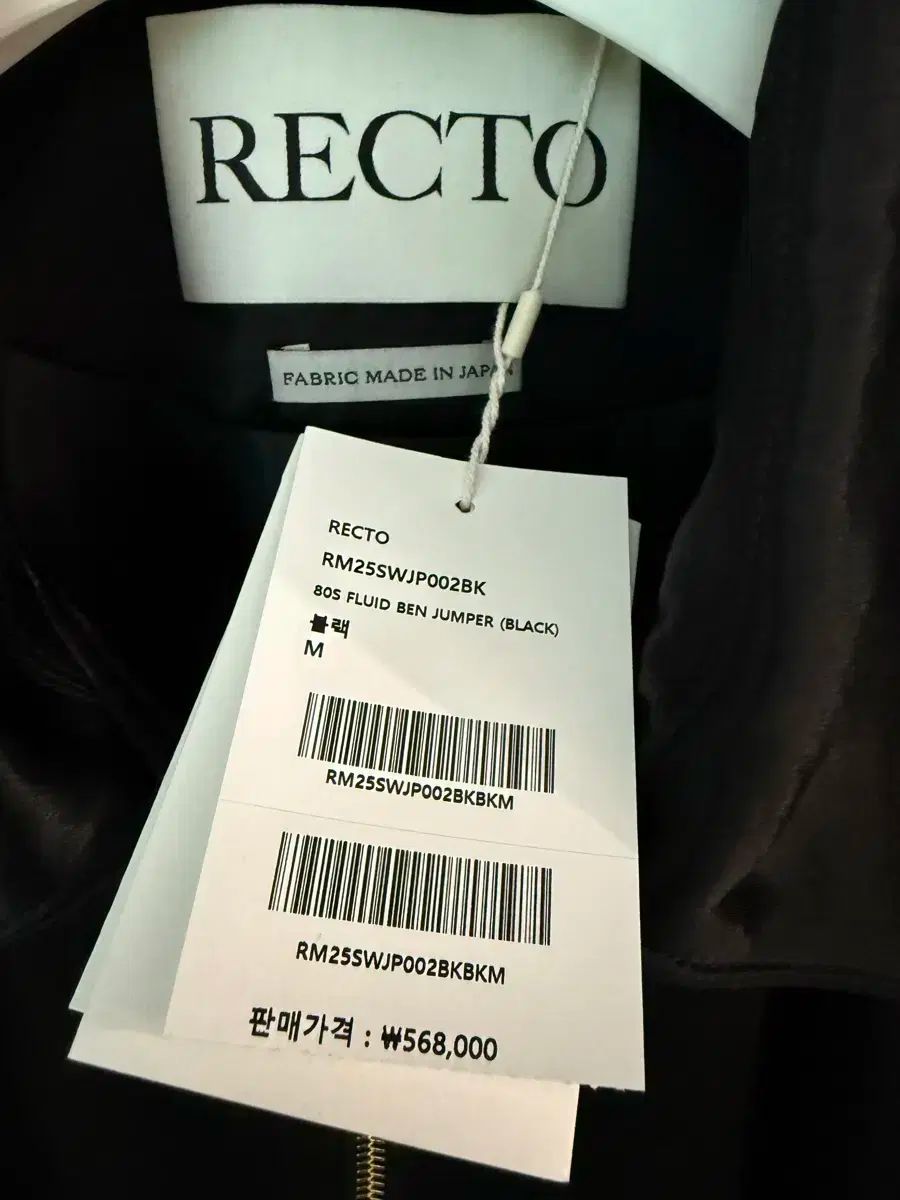 RECTO
FABRIC MADE IN JAPAN
RECTO
RM25SWJP002BK
80S FLUID BEN JUMPER (BLACK)
블랙
M
RM25SWJP002BKBKM
RM25SWJP002BKBKM
판매가격 : ₩568,000